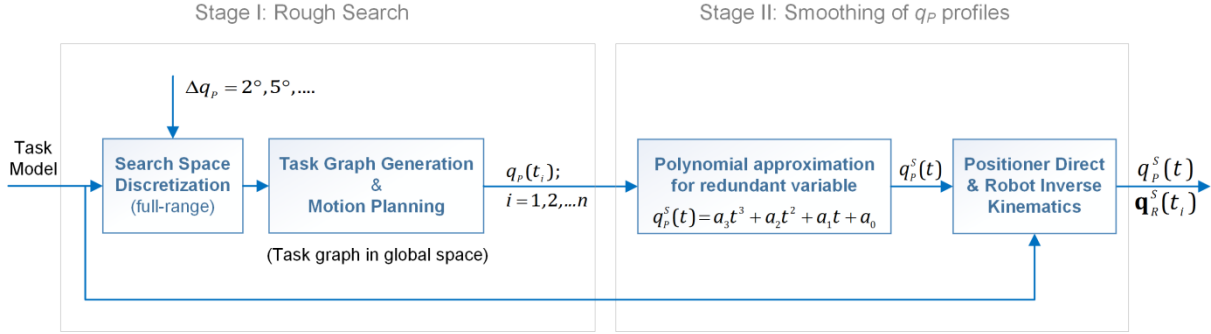 Stage I: Rough Search
Stage II: Smoothing of q_P profiles
Δq_P = 2°,5°,....
Task
Model
Search Space
Discretization
(full-range)
Task Graph Generation
&
Motion Planning
(Task graph in global space)
q_P(t_i);
i = 1,2,...n
Polynomial approximation
for redundant variable
q_P^S(t) = a_3t^3 + a_2t^2 + a_1t + a_0
q_P^S(t)
Positioner Direct
& Robot Inverse
Kinematics
q_P^S(t)
q_R^S(t_i)